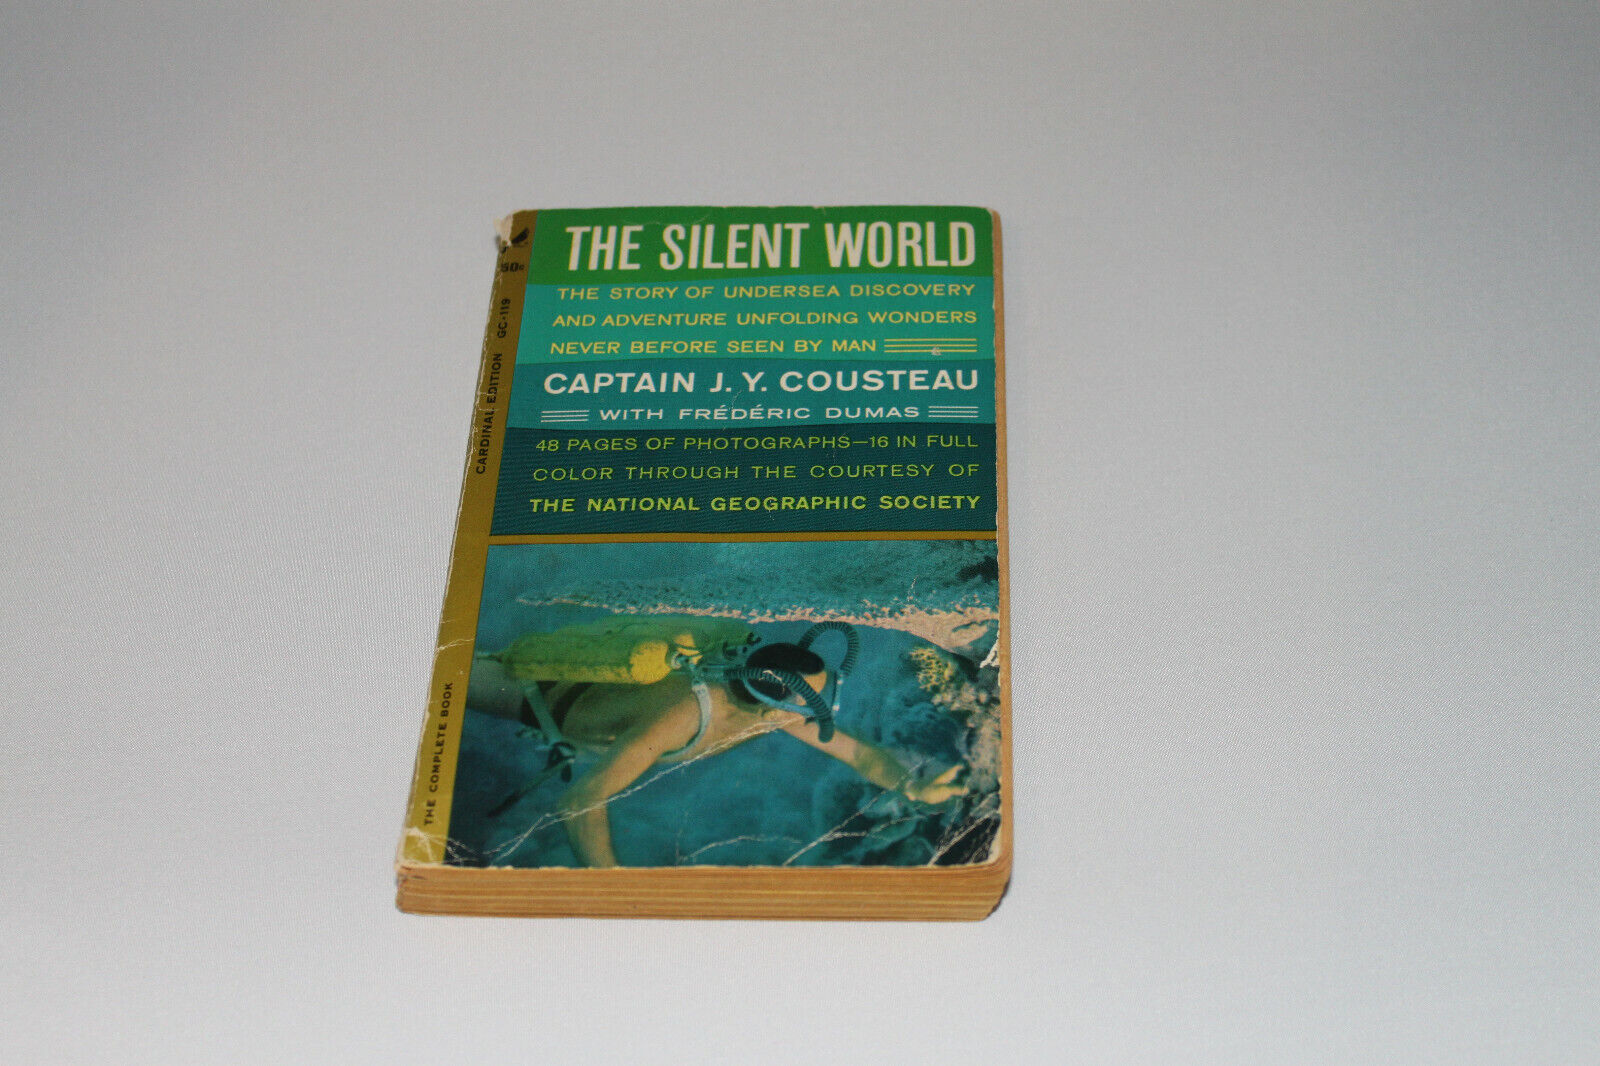 THE SILENT WORLD
THE STORY OF UNDERSEA DISCOVERY
AND ADVENTURE UNFOLDING WONDERS
NEVER BEFORE SEEN BY MAN
CAPTAIN J. Y. COUSTEAU
WITH FRÉDÉRIC DUMAS
48 PAGES OF PHOTOGRAPHS—16 IN FULL
COLOR THROUGH THE COURTESY OF
THE NATIONAL GEOGRAPHIC SOCIETY
50c
CARDINAL EDITION GC·119
THE COMPLETE BOOK